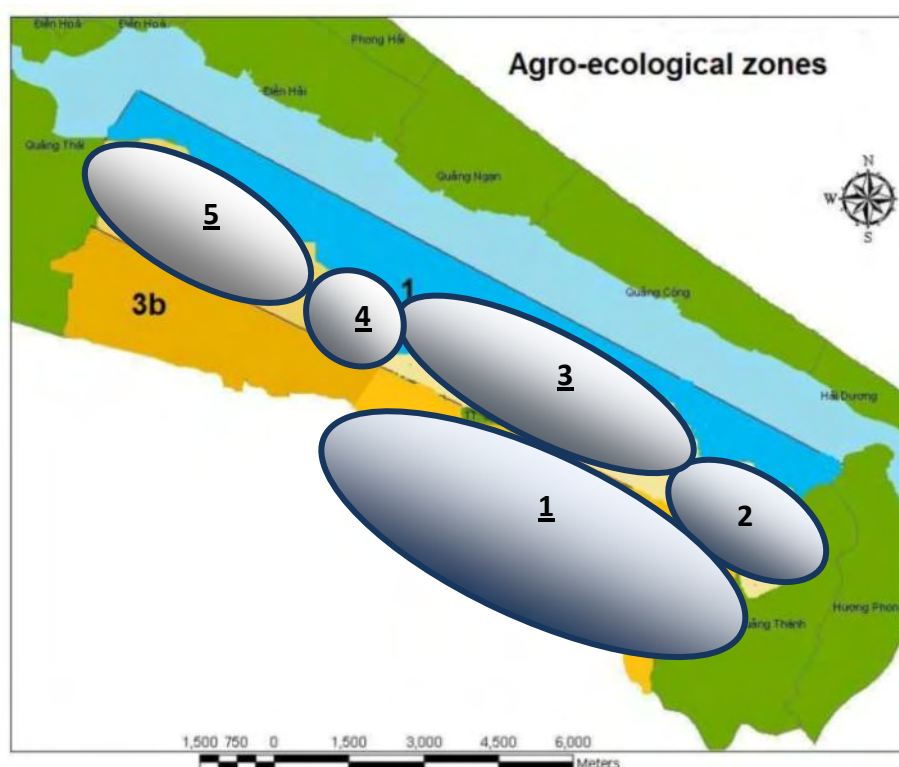 Điền Hoà
Điền Hoà
Phong Hải
Agro-ecological zones
Điền Hải
Quảng Thái
Quảng Ngạn
N
W
E
S
5
1
3b
4
Quảng Công
3
Hải Dương
TT
1
2
Hương Phong
uảng Thành
1,500 750 0 1,500 3,000 4,500 6,000
Meters